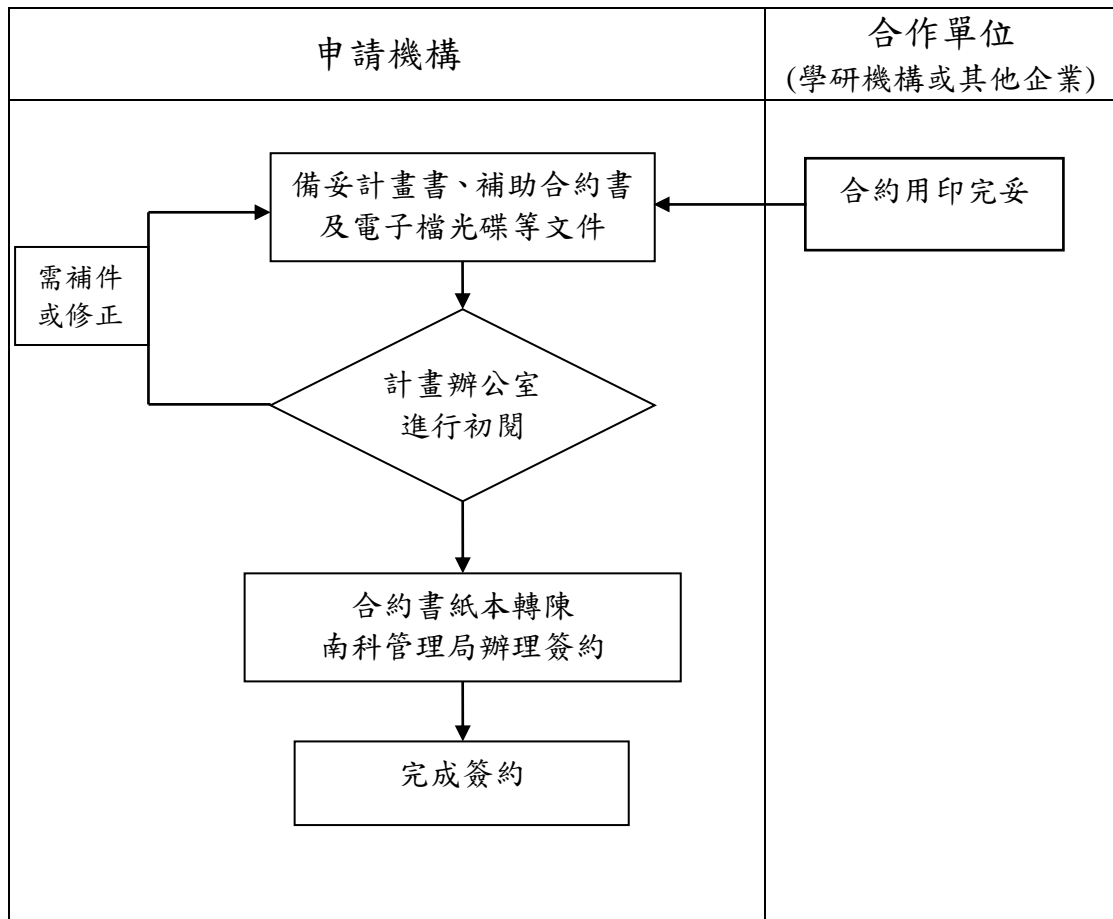 申請機構
合作單位
(學研機構或其他企業)
備妥計畫書、補助合約書
及電子檔光碟等文件
合約用印完妥
需補件
或修正
計畫辦公室
進行初閱
合約書紙本轉陳
南科管理局辦理簽約
完成簽約